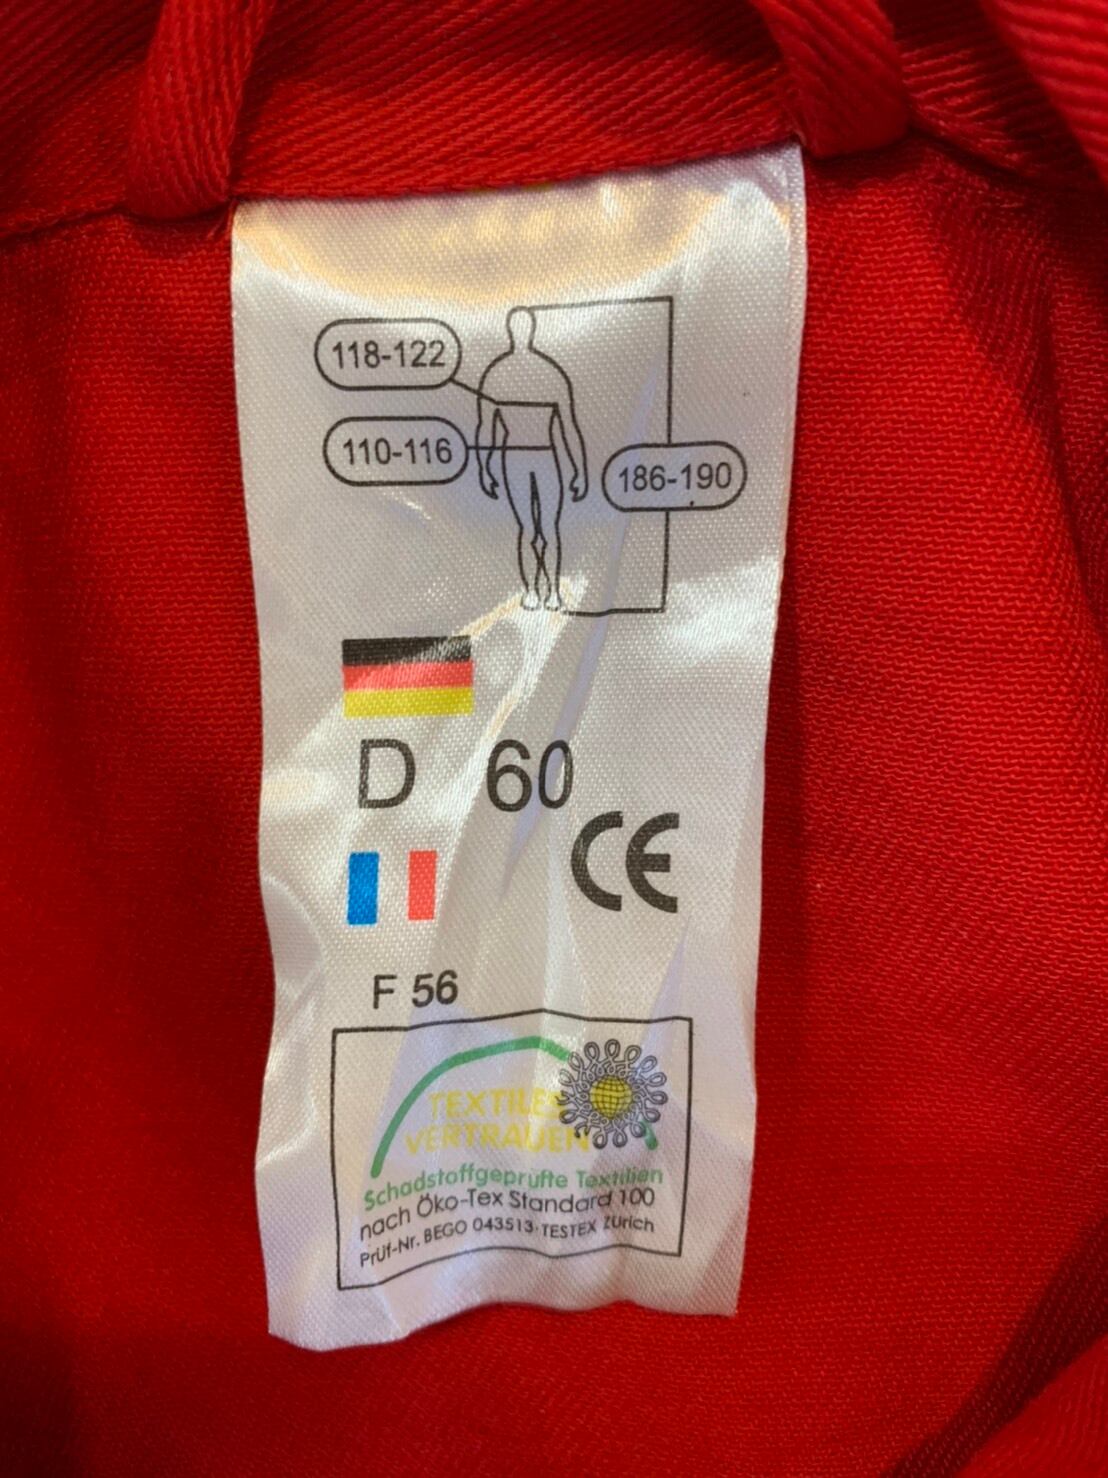 118-122
110-116
186-190
D 60
CE
F 56
TEXTILES
VERTRAUEN
Schadstoffgeprüfte Textilien
nach Öko-Tex Standard 100
Prüf-Nr. BEGO 043513·TESTEX Zürich